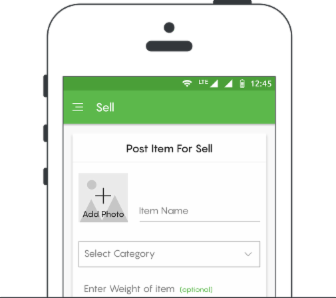 LTE 12:45
Sell
Post Item For Sell
Add Photo
Item Name
Select Category
Enter Weight of item (optional)